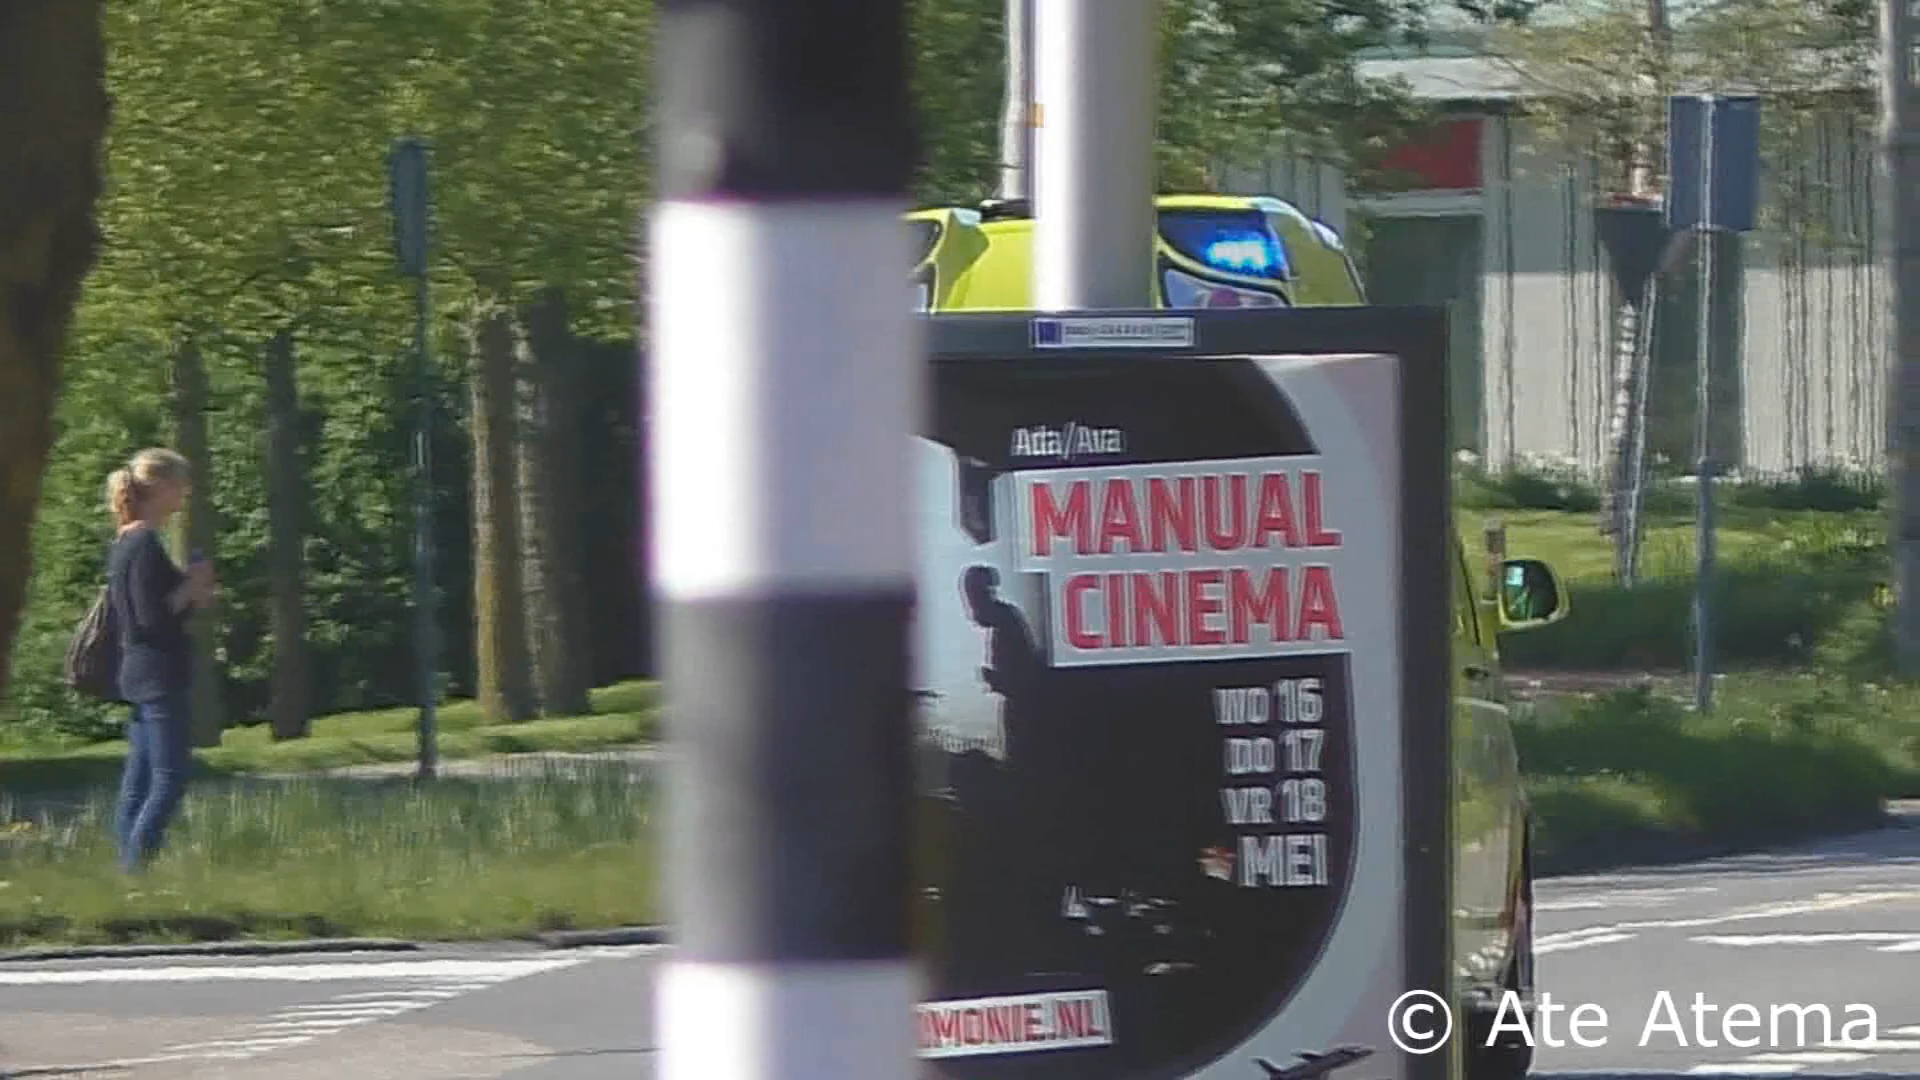 Ada/Ava
MANUAL
CINEMA
WO 16
DO 17
VR 18
MEI
MONIE.NL
© Ate Atema